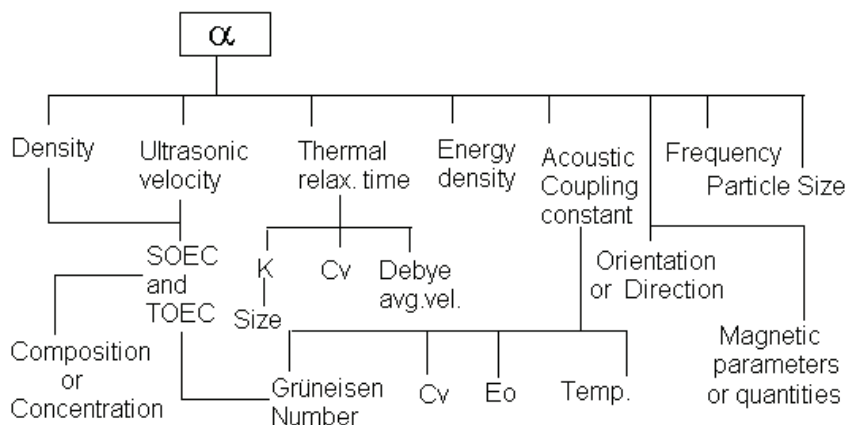 α
Density
Ultrasonic
velocity
Thermal
relax. time
Energy
density
Acoustic
Coupling
constant
Frequency
Particle Size
SOEC
and
TOEC
K
Size
Cv
Debye
avg.vel.
Orientation
or Direction
Composition
or
Concentration
Grüneisen
Number
Cv
Eo
Temp.
Magnetic
parameters
or quantities